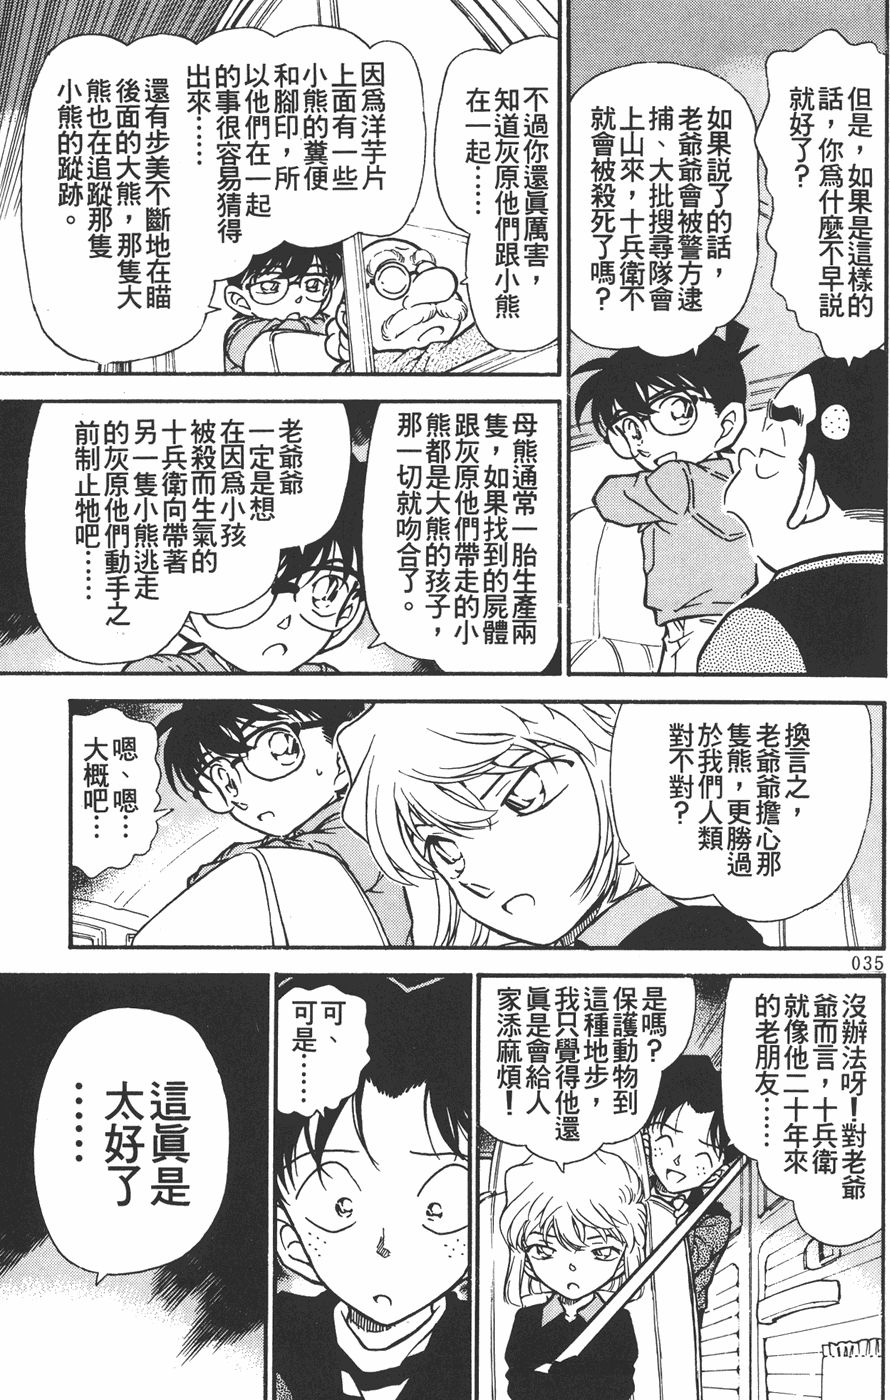 但是，如果是這樣的
話，你爲什麼不早說
就好了？
如果說了的話，
老爺爺會被警方逮
捕、大批搜尋隊會
上山來，十兵衛不
就會被殺死了嗎？
不過你還眞厲害，
知道灰原他們跟小熊
在一起……
因爲洋芋片
上面有一些
小熊的糞便
和腳印，所
以他們在一起
的事很容易猜得
出來……
還有步美不斷地在瞄
後面的大熊，那隻大
熊也在追蹤那隻
小熊的蹤跡。
母熊通常一胎生產兩
隻，如果找到的屍體
跟灰原他們帶走的小
熊都是大熊的孩子，
那一切就吻合了。
老爺爺
一定是想
在因爲小孩
被殺而生氣的
十兵衛向帶著
另一隻小熊逃走
的灰原他們動手之
前制止牠吧……
換言之，
老爺爺擔心那
隻熊，更勝過
於我們人類
對不對？
嗯、嗯…
大概吧…
035
沒辦法呀！對老爺
爺而言，十兵衛
就像他二十年來
的老朋友……
是嗎？
保護動物到
這種地步，
我只覺得他還
眞是會給人
家添麻煩！
可、
可是…
這眞是
太好了
……